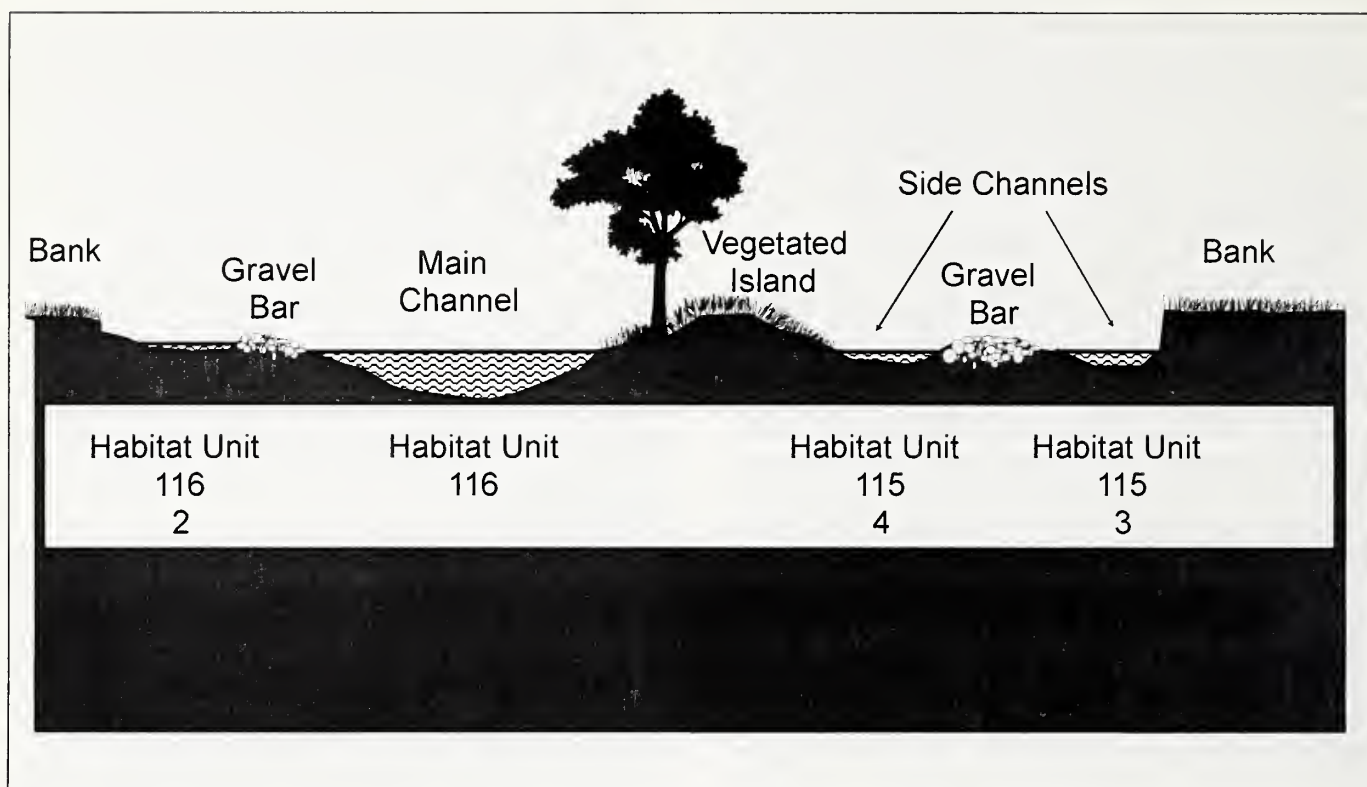 Side Channels
Bank
Gravel
Bar
Main
Channel
Vegetated
Island
Gravel
Bar
Bank
Habitat Unit
116
2
Habitat Unit
116
Habitat Unit
115
4
Habitat Unit
115
3